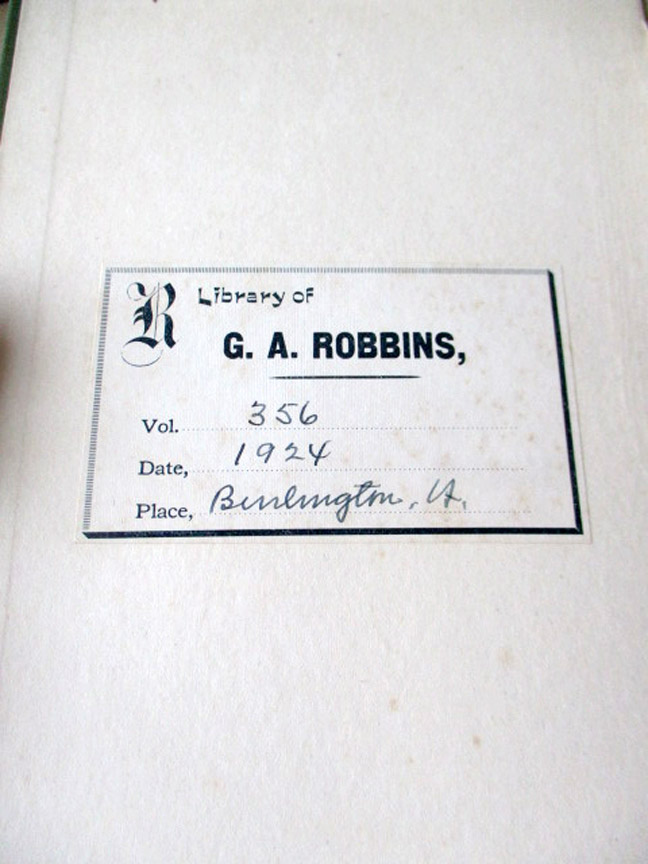 R Library of
G. A. ROBBINS,
Vol. 356
Date, 1924
Place, Burlington, Vt.